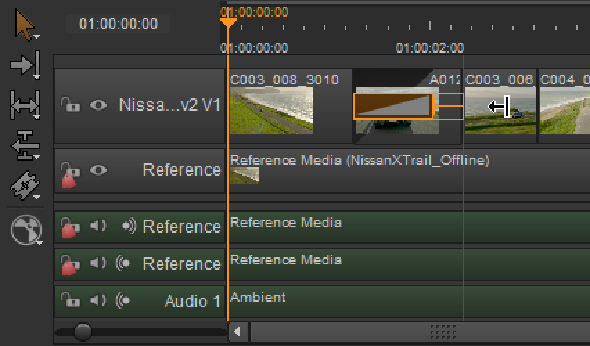 01:00:00:00
01:00:00:00
01:00:00:00
01:00:02:00
C003_008_3010
A012
C003_006
C004_0
Nissa...v2 V1
Reference
Reference Media (NissanXTrail_Offline)
Reference
Reference Media
Reference
Reference Media
Audio 1
Ambient